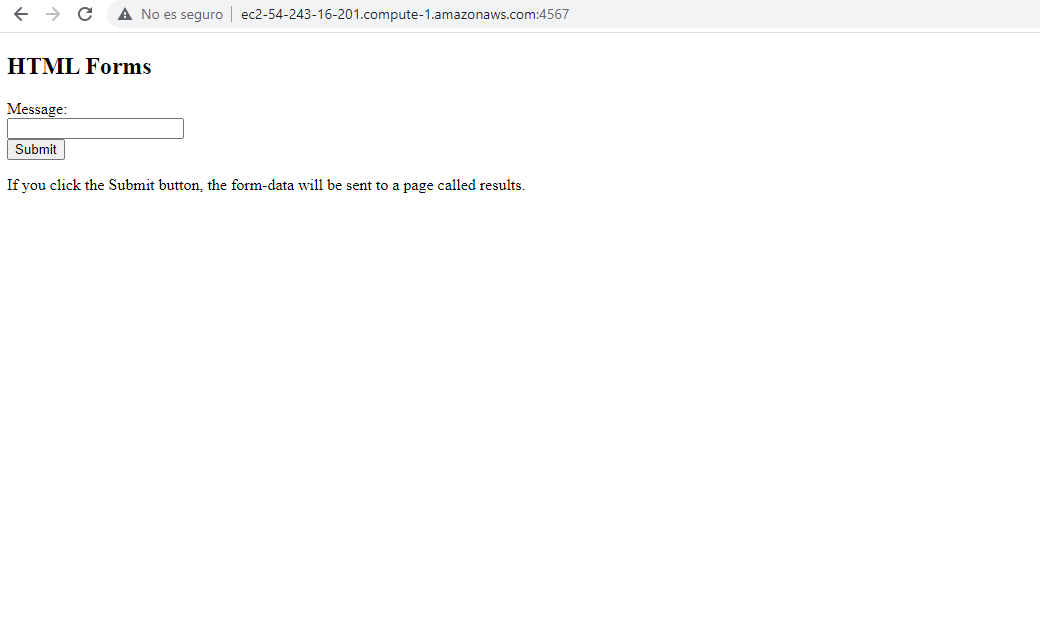 No es seguro | ec2-54-243-16-201.compute-1.amazonaws.com:4567
HTML Forms
Message:
Submit
If you click the Submit button, the form-data will be sent to a page called results.